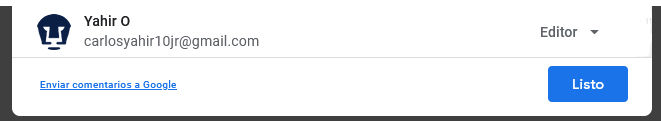 Yahir O
carlosyahir10jr@gmail.com
Editor
Enviar comentarios a Google
Listo